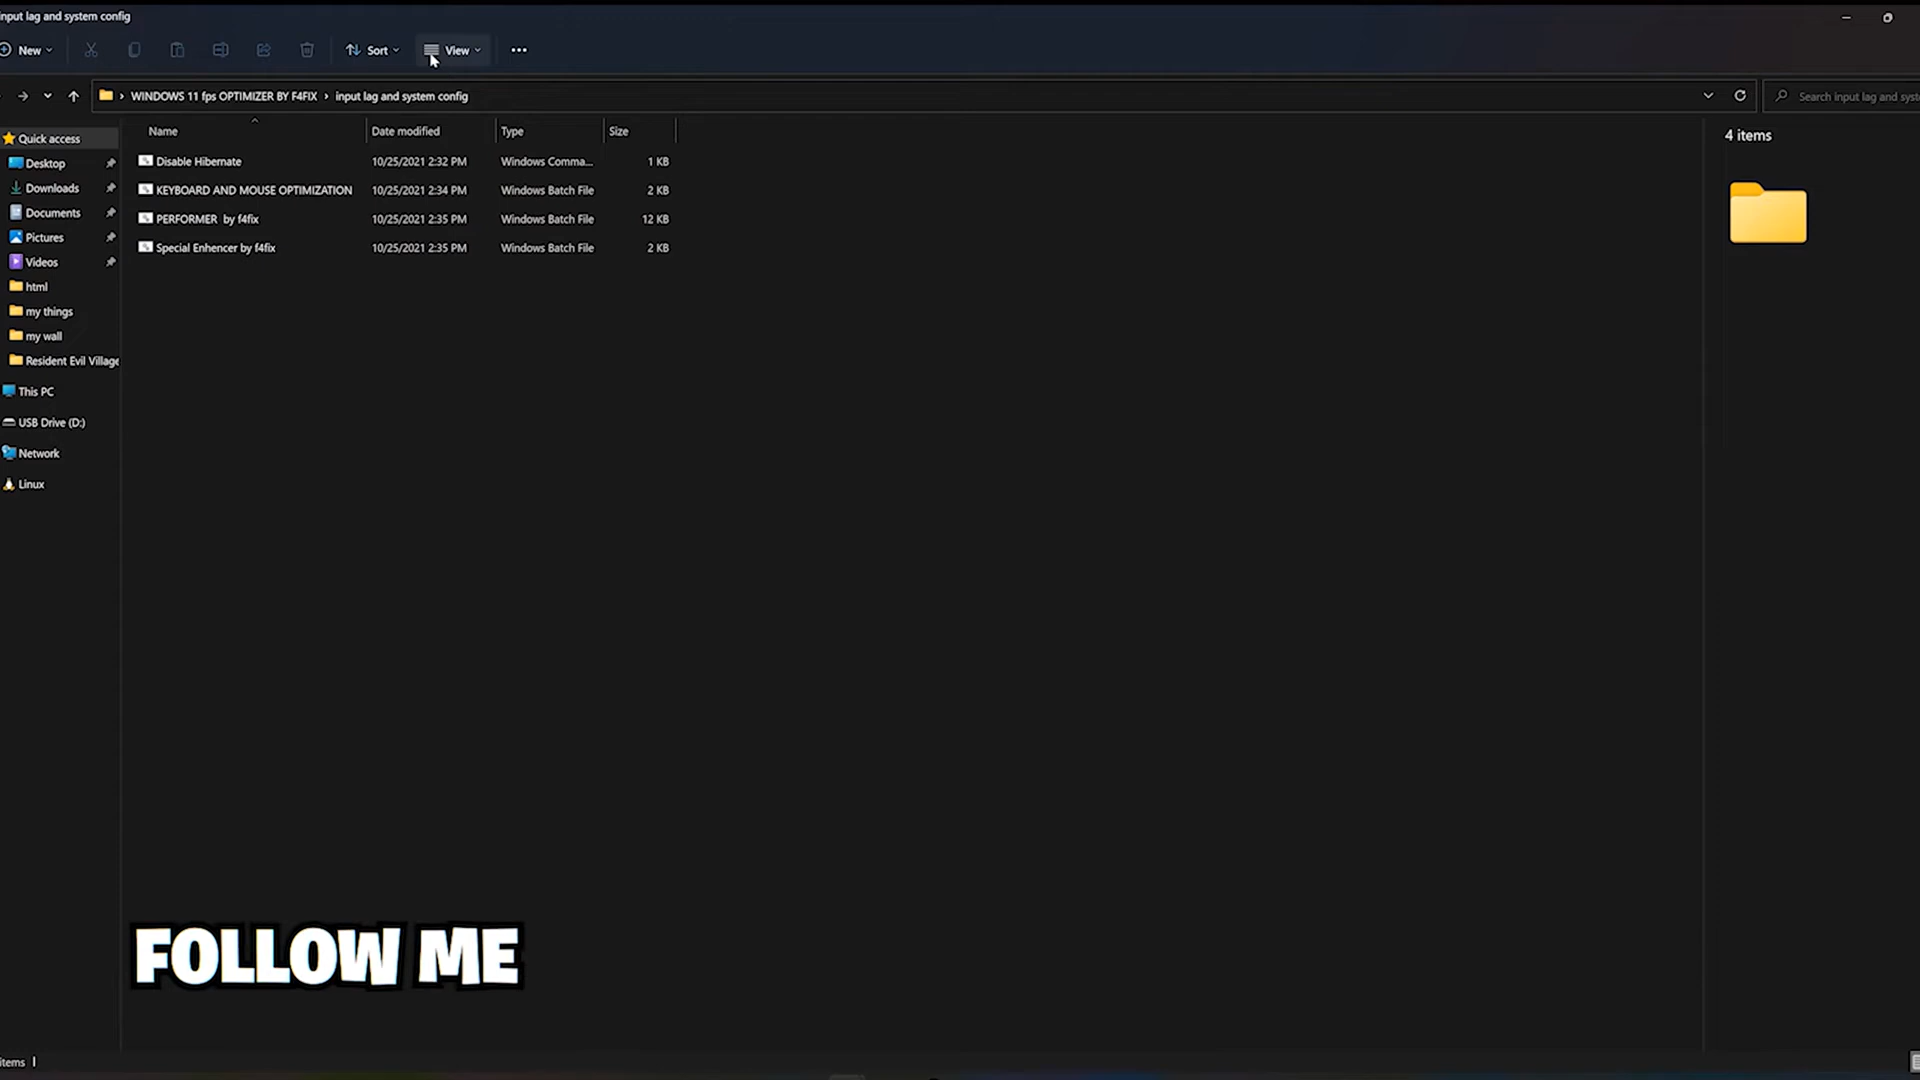 input lag and system config
New
Sort
View
WINDOWS 11 fps OPTIMIZER BY F4FIX > input lag and system config
Search input lag and syste
Name Date modified Type Size
Disable Hibernate 10/25/2021 2:32 PM Windows Comma... 1 KB
KEYBOARD AND MOUSE OPTIMIZATION 10/25/2021 2:34 PM Windows Batch File 2 KB
PERFORMER by f4fix 10/25/2021 2:35 PM Windows Batch File 12 KB
Special Enhencer by f4fix 10/25/2021 2:35 PM Windows Batch File 2 KB
Quick access
Desktop
Downloads
Documents
Pictures
Videos
html
my things
my wall
Resident Evil Village
This PC
USB Drive (D:)
Network
Linux
4 items
FOLLOW ME
items